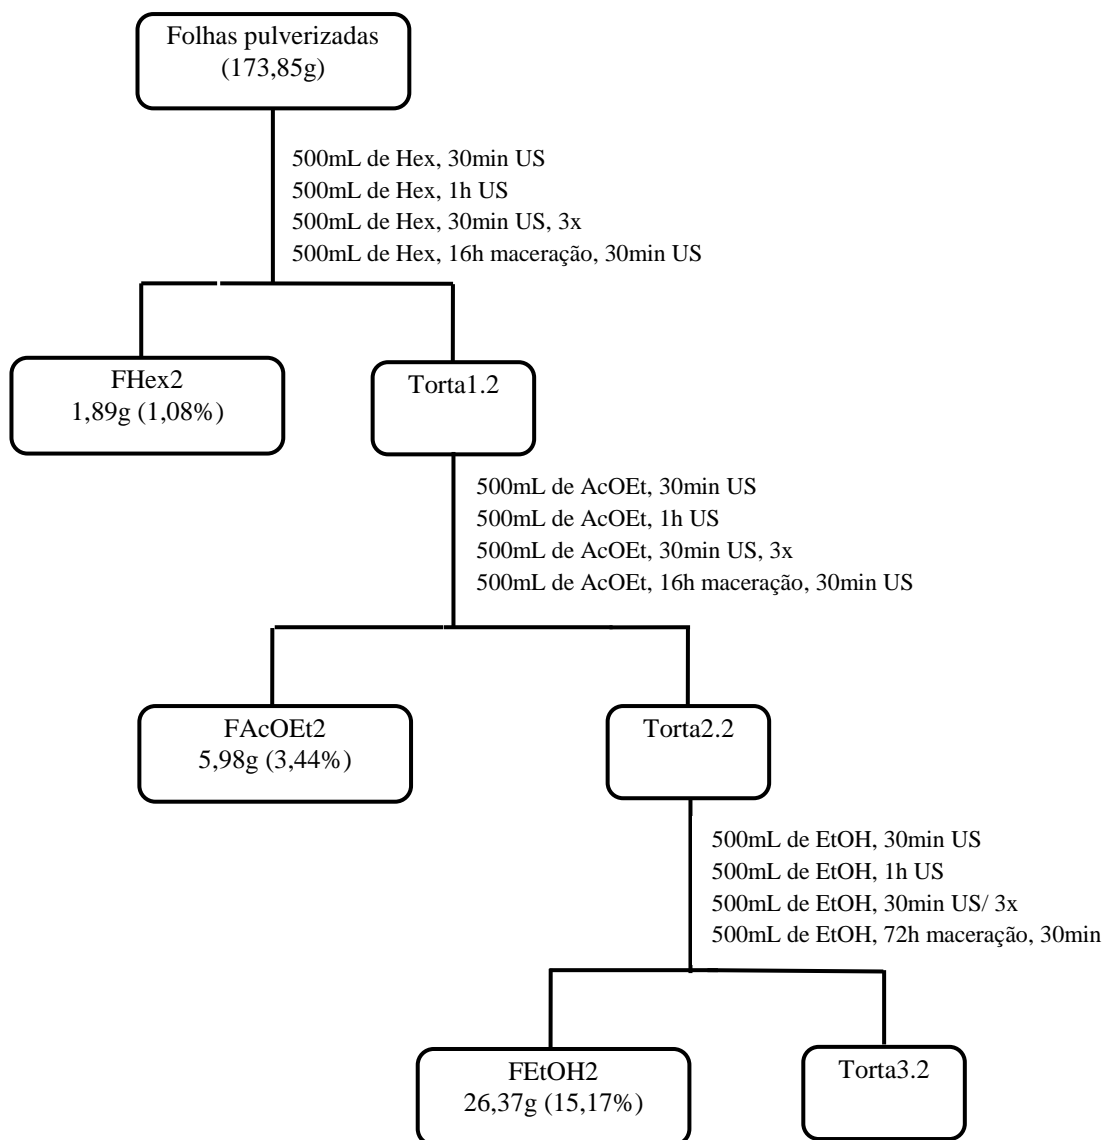 Folhas pulverizadas
(173,85g)
500mL de Hex, 30min US
500mL de Hex, 1h US
500mL de Hex, 30min US, 3x
500mL de Hex, 16h maceração, 30min US
FHex2
1,89g (1,08%)
Torta1.2
500mL de AcOEt, 30min US
500mL de AcOEt, 1h US
500mL de AcOEt, 30min US, 3x
500mL de AcOEt, 16h maceração, 30min US
FAcOEt2
5,98g (3,44%)
Torta2.2
500mL de EtOH, 30min US
500mL de EtOH, 1h US
500mL de EtOH, 30min US/ 3x
500mL de EtOH, 72h maceração, 30min
FEtOH2
26,37g (15,17%)
Torta3.2